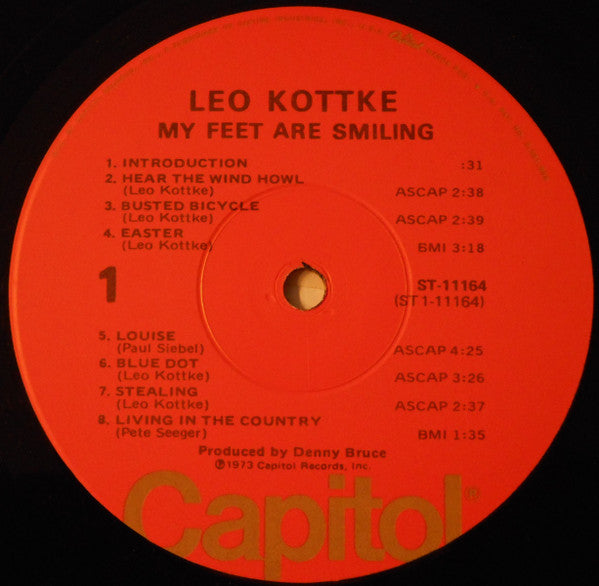 LEO KOTTKE
MY FEET ARE SMILING
1. INTRODUCTION :31
2. HEAR THE WIND HOWL
(Leo Kottke) ASCAP 2:38
3. BUSTED BICYCLE
(Leo Kottke) ASCAP 2:39
4. EASTER
(Leo Kottke) BMI 3:18
1
ST-11164
(ST 1-11164)
5. LOUISE
(Paul Siebel) ASCAP 4:25
6. BLUE DOT
(Leo Kottke) ASCAP 3:26
7. STEALING
(Leo Kottke) ASCAP 2:37
8. LIVING IN THE COUNTRY
(Pete Seeger) BMI 1:35
Produced by Denny Bruce
℗1973 Capitol Records, Inc.
Capitol®